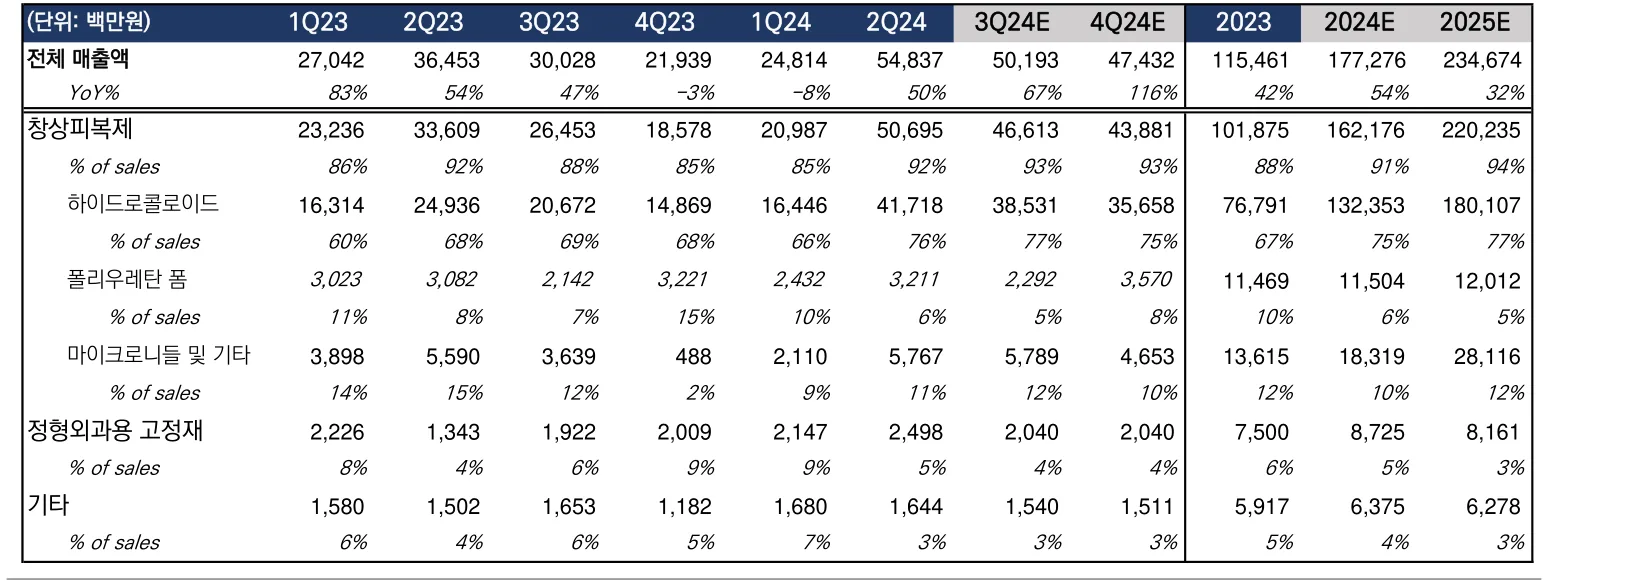 (단위: 백만원) 1Q23 2Q23 3Q23 4Q23 1Q24 2Q24 3Q24E 4Q24E 2023 2024E 2025E
전체 매출액 27,042 36,453 30,028 21,939 24,814 54,837 50,193 47,432 115,461 177,276 234,674
YoY% 83% 54% 47% -3% -8% 50% 67% 116% 42% 54% 32%
창상피복제 23,236 33,609 26,453 18,578 20,987 50,695 46,613 43,881 101,875 162,176 220,235
% of sales 86% 92% 88% 85% 85% 92% 93% 93% 88% 91% 94%
하이드로콜로이드 16,314 24,936 20,672 14,869 16,446 41,718 38,531 35,658 76,791 132,353 180,107
% of sales 60% 68% 69% 68% 66% 76% 77% 75% 67% 75% 77%
폴리우레탄 폼 3,023 3,082 2,142 3,221 2,432 3,211 2,292 3,570 11,469 11,504 12,012
% of sales 11% 8% 7% 15% 10% 6% 5% 8% 10% 6% 5%
마이크로니들 및 기타 3,898 5,590 3,639 488 2,110 5,767 5,789 4,653 13,615 18,319 28,116
% of sales 14% 15% 12% 2% 9% 11% 12% 10% 12% 10% 12%
정형외과용 고정재 2,226 1,343 1,922 2,009 2,147 2,498 2,040 2,040 7,500 8,725 8,161
% of sales 8% 4% 6% 9% 9% 5% 4% 4% 6% 5% 3%
기타 1,580 1,502 1,653 1,182 1,680 1,644 1,540 1,511 5,917 6,375 6,278
% of sales 6% 4% 6% 5% 7% 3% 3% 3% 5% 4% 3%